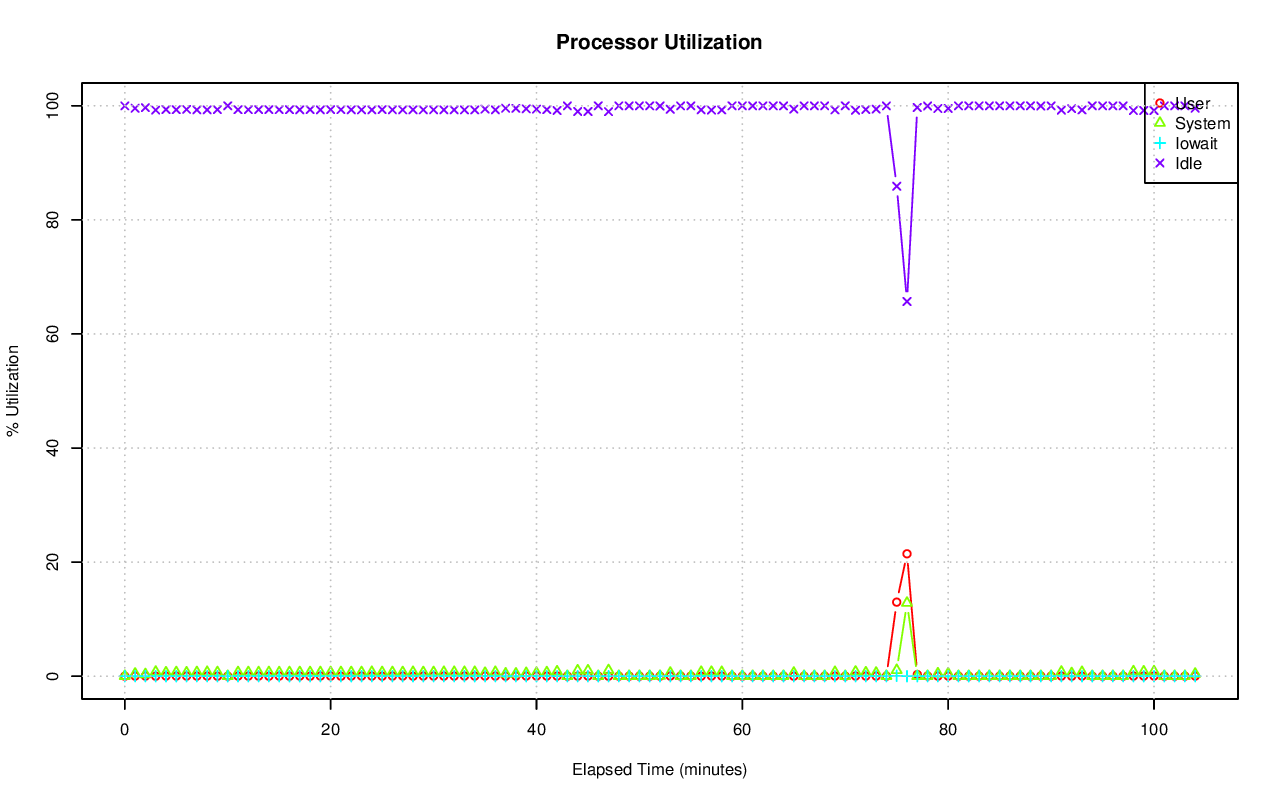 Processor Utilization
100
80
60
40
20
0
% Utilization
User
System
Iowait
Idle
0 20 40 60 80 100
Elapsed Time (minutes)